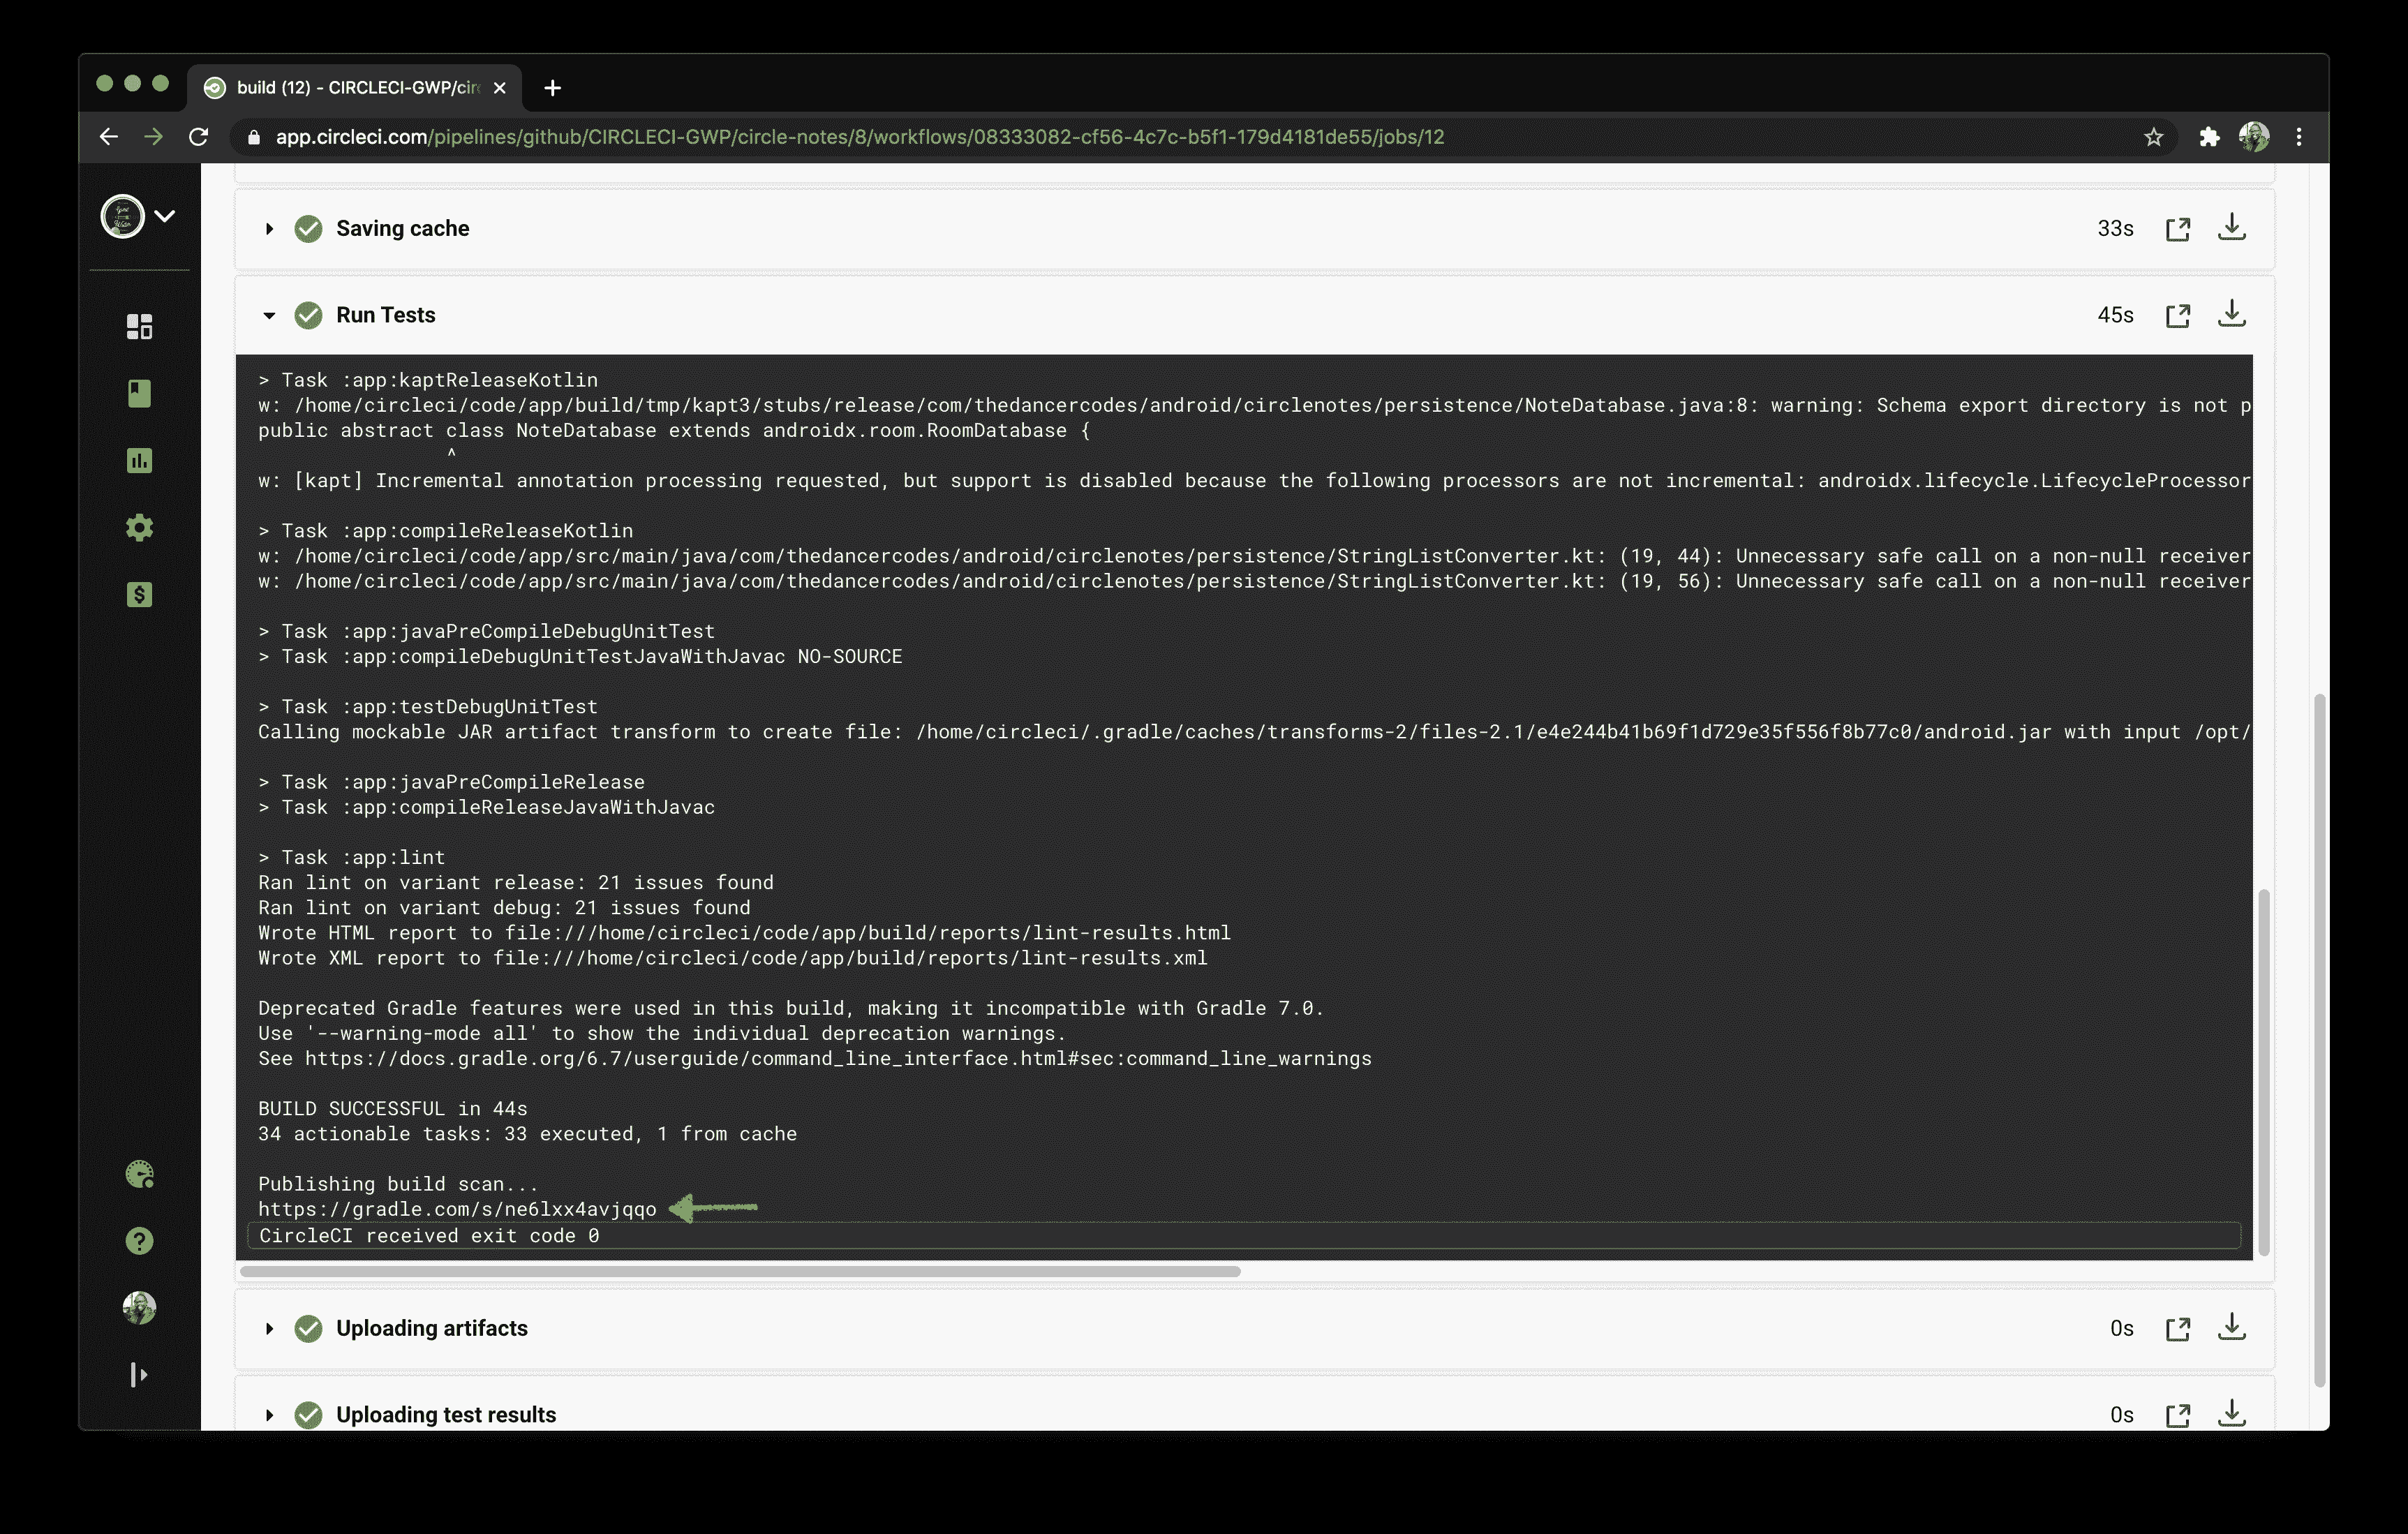 build (12) - CIRCLECI-GWP/cir
app.circleci.com/pipelines/github/CIRCLECI-GWP/circle-notes/8/workflows/08333082-cf56-4c7c-b5f1-179d4181de55/jobs/12
Saving cache 33s
Run Tests 45s
> Task :app:kaptReleaseKotlin
w: /home/circleci/code/app/build/tmp/kapt3/stubs/release/com/thedancercodes/android/circlenotes/persistence/NoteDatabase.java:8: warning: Schema export directory is not p
public abstract class NoteDatabase extends androidx.room.RoomDatabase {
^
w: [kapt] Incremental annotation processing requested, but support is disabled because the following processors are not incremental: androidx.lifecycle.LifecycleProcessor
> Task :app:compileReleaseKotlin
w: /home/circleci/code/app/src/main/java/com/thedancercodes/android/circlenotes/persistence/StringListConverter.kt: (19, 44): Unnecessary safe call on a non-null receiver
w: /home/circleci/code/app/src/main/java/com/thedancercodes/android/circlenotes/persistence/StringListConverter.kt: (19, 56): Unnecessary safe call on a non-null receiver
> Task :app:javaPreCompileDebugUnitTest
> Task :app:compileDebugUnitTestJavaWithJavac NO-SOURCE
> Task :app:testDebugUnitTest
Calling mockable JAR artifact transform to create file: /home/circleci/.gradle/caches/transforms-2/files-2.1/e4e244b41b69f1d729e35f556f8b77c0/android.jar with input /opt/
> Task :app:javaPreCompileRelease
> Task :app:compileReleaseJavaWithJavac
> Task :app:lint
Ran lint on variant release: 21 issues found
Ran lint on variant debug: 21 issues found
Wrote HTML report to file:///home/circleci/code/app/build/reports/lint-results.html
Wrote XML report to file:///home/circleci/code/app/build/reports/lint-results.xml
Deprecated Gradle features were used in this build, making it incompatible with Gradle 7.0.
Use '--warning-mode all' to show the individual deprecation warnings.
See https://docs.gradle.org/6.7/userguide/command_line_interface.html#sec:command_line_warnings
BUILD SUCCESSFUL in 44s
34 actionable tasks: 33 executed, 1 from cache
Publishing build scan...
https://gradle.com/s/ne6lxx4avjqqo
CircleCI received exit code 0
Uploading artifacts 0s
Uploading test results 0s